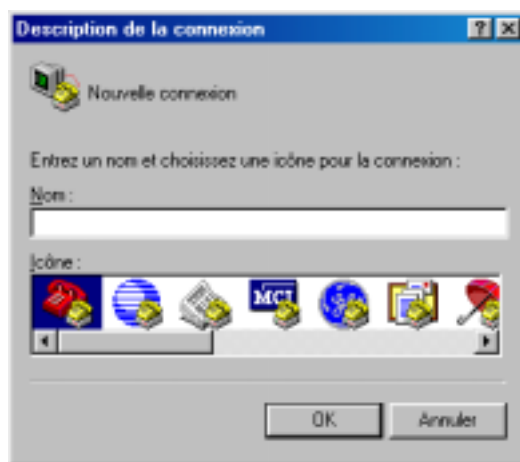 Description de la connexion
Nouvelle connexion
Entrez un nom et choisissez une icône pour la connexion :
Nom :
Icône :
MCI
OK Annuler